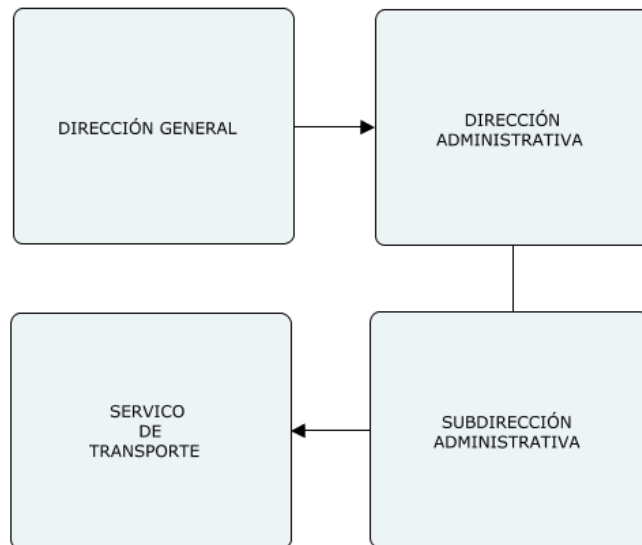 DIRECCIÓN GENERAL
DIRECCIÓN
ADMINISTRATIVA
SERVICO
DE
TRANSPORTE
SUBDIRECCIÓN
ADMINISTRATIVA